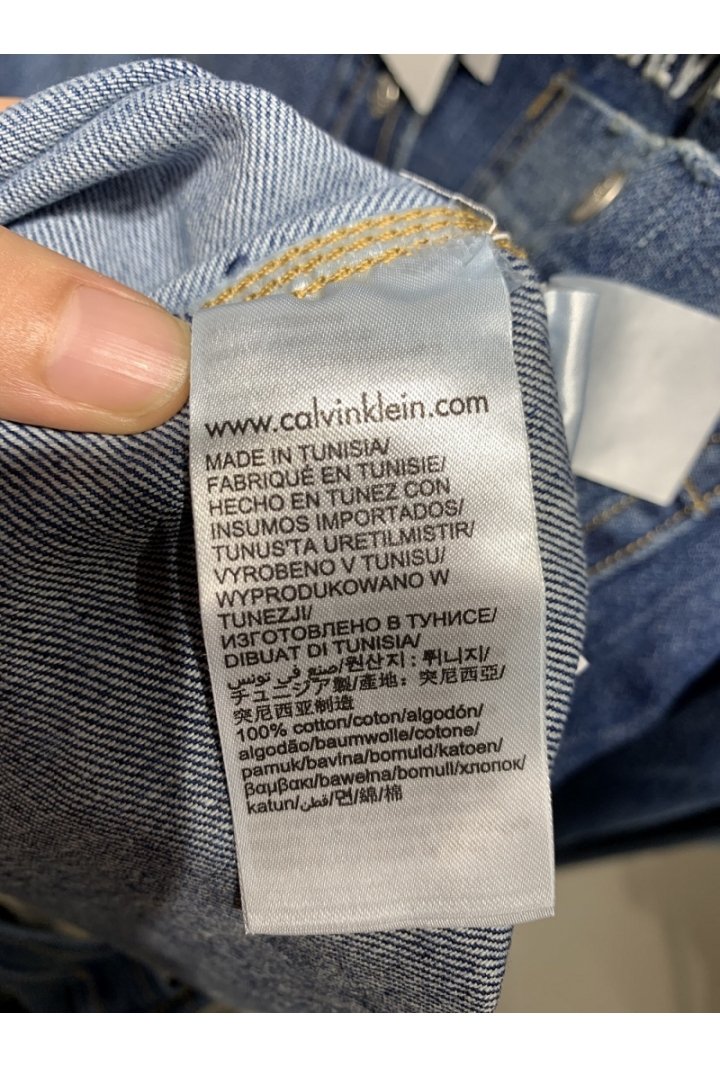 www.calvinklein.com
MADE IN TUNISIA/
FABRIQUÉ EN TUNISIE/
HECHO EN TUNEZ CON
INSUMOS IMPORTADOS/
TUNUS'TA URETILMISTIR/
VYROBENO V TUNISU/
WYPRODUKOWANO W
TUNEZJI/
ИЗГОТОВЛЕНО В ТУНИСЕ/
DIBUAT DI TUNISIA/
صنع في تونس/원산지 : 튀니지/
チュニジア製/產地：突尼西亞/
突尼西亚制造
100% cotton/coton/algodón/
algodão/baumwolle/cotone/
pamuk/bavlna/bomuld/katoen/
βαμβακι/bawełna/bomull/хлопок/
katun/قطن/면/綿/棉